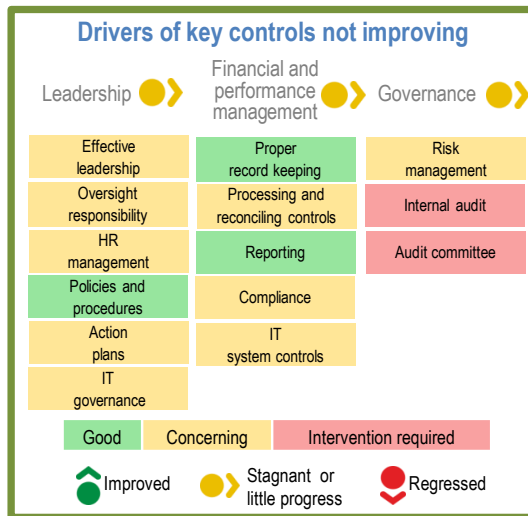 Drivers of key controls not improving
Leadership
Financial and
performance
management
Governance
Effective
leadership
Oversight
responsibility
HR
management
Policies and
procedures
Action
plans
IT
governance
Proper
record keeping
Processing and
reconciling controls
Reporting
Compliance
IT
system controls
Risk
management
Internal audit
Audit committee
Good
Concerning
Intervention required
Improved
Stagnant or
little progress
Regressed